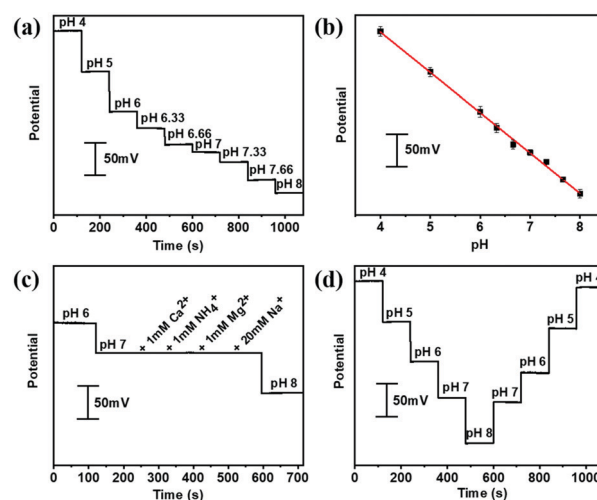 (a)
pH 4
pH 5
pH 6
pH 6.33
pH 6.66
pH 7
pH 7.33
pH 7.66
pH 8
50mV
Potential
0 200 400 600 800 1000
Time (s)
(b)
50mV
Potential
4 5 6 7 8
pH
(c)
pH 6
pH 7
1mM Ca2+
1mM NH4+
1mM Mg2+
20mM Na+
pH 8
50mV
Potential
0 100 200 300 400 500 600 700
Time (s)
(d)
pH 4
pH 5
pH 6
pH 7
pH 8
pH 7
pH 6
pH 5
pH 4
50mV
Potential
0 200 400 600 800 1000
Time (s)